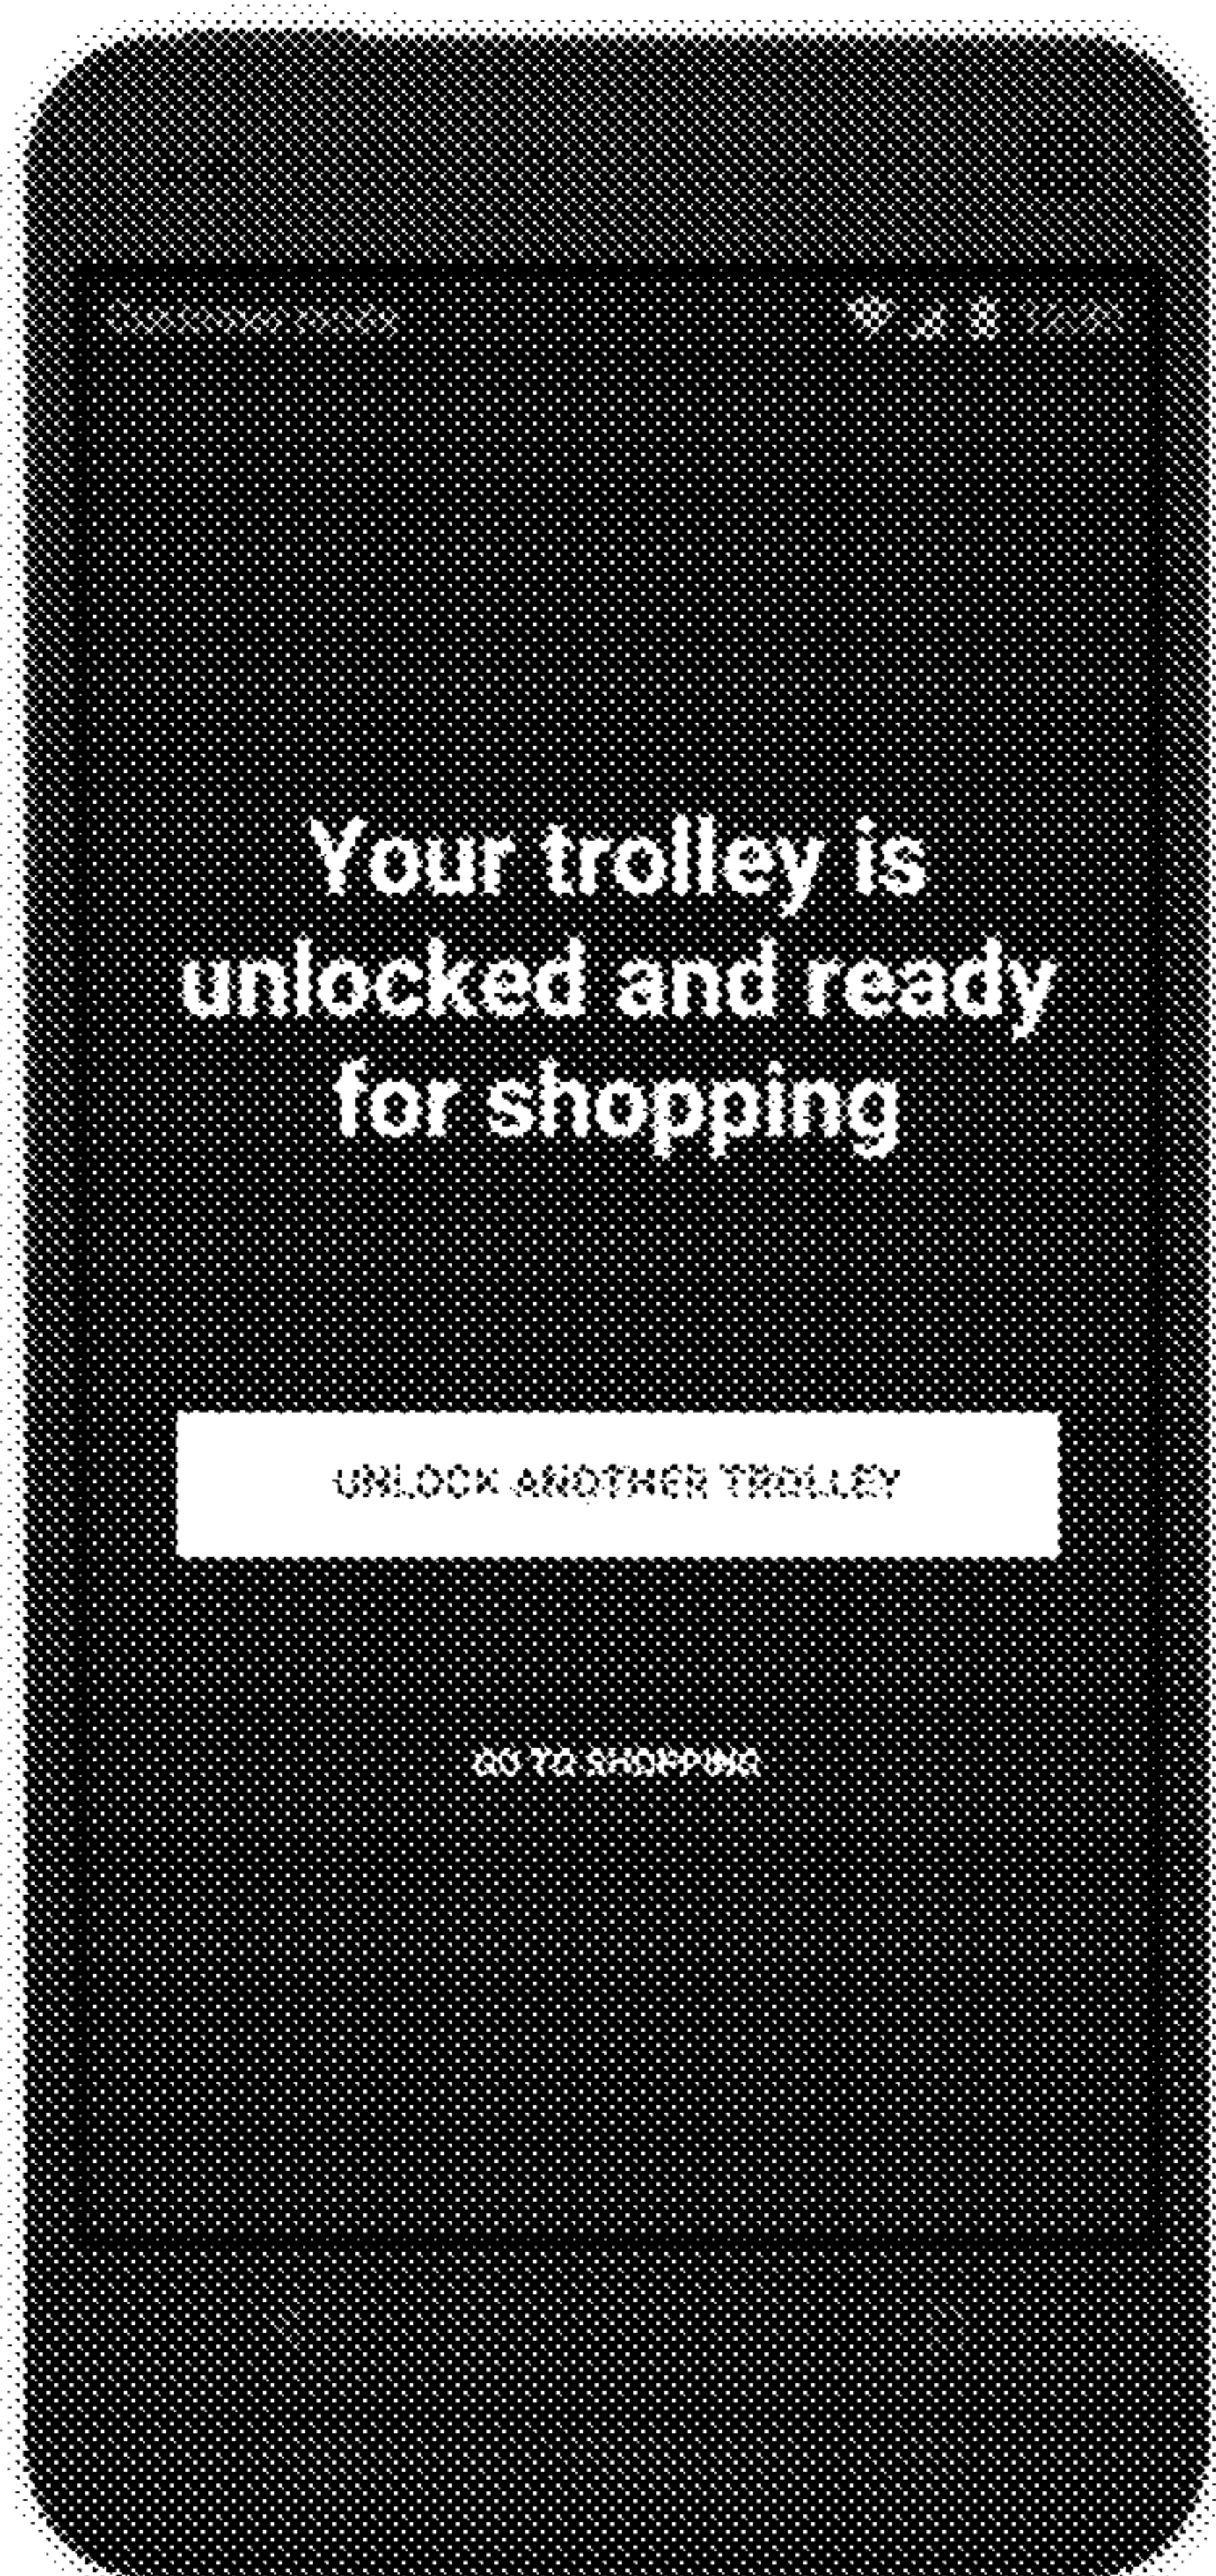 Your trolley is
unlocked and ready
for shopping
UNLOCK ANOTHER TROLLEY
GO TO SHOPPING